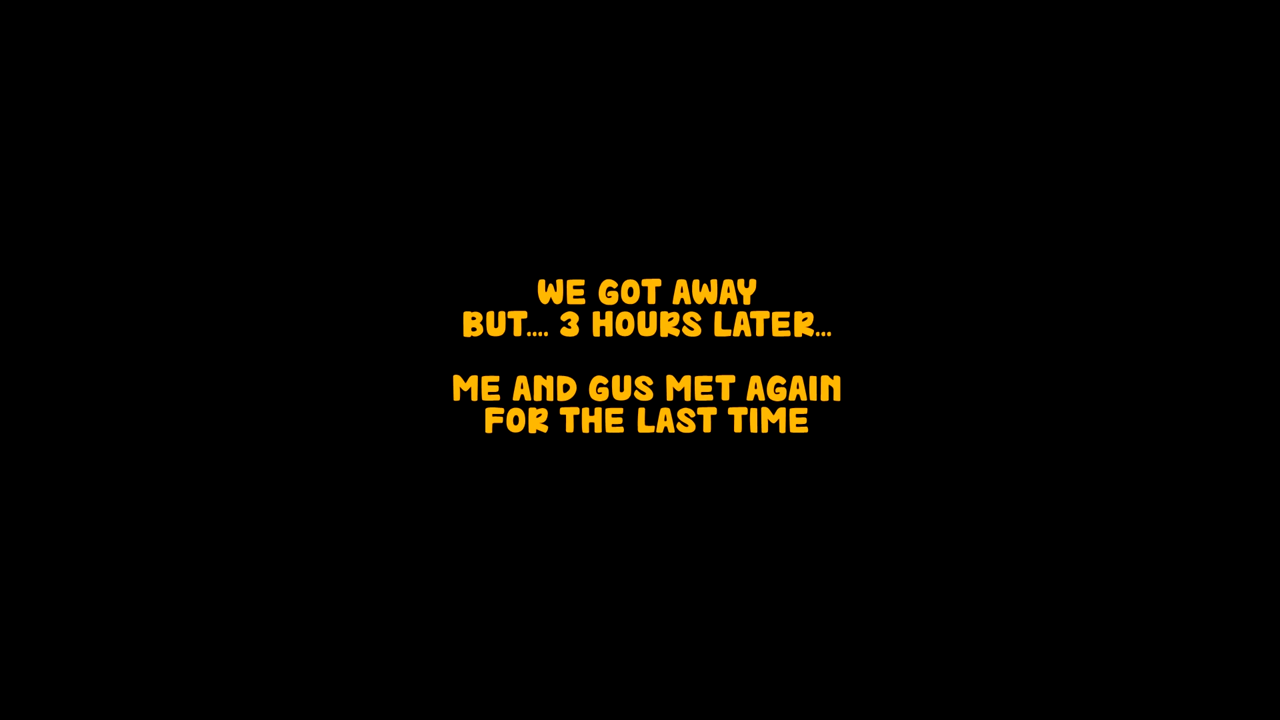 WE GOT AWAY
BUT.... 3 HOURS LATER...
ME AND GUS MET AGAIN
FOR THE LAST TIME